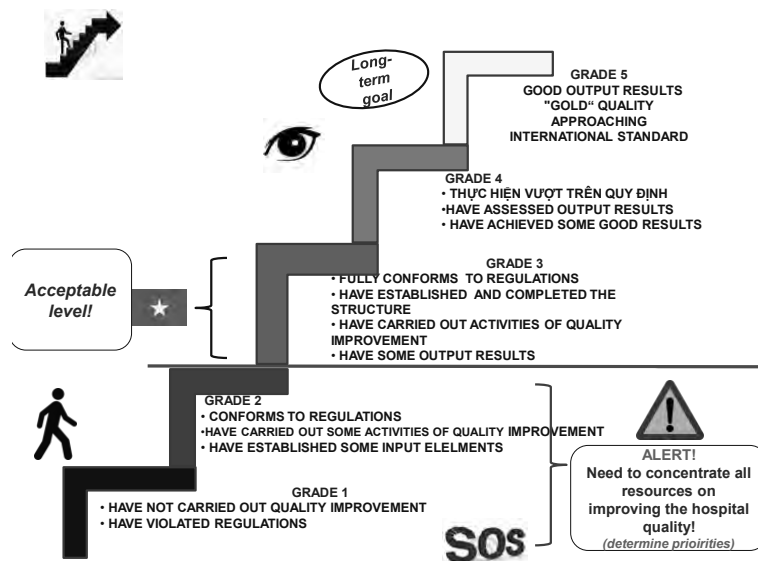 Long-
term
goal
GRADE 5
GOOD OUTPUT RESULTS
"GOLD“ QUALITY
APPROACHING
INTERNATIONAL STANDARD
GRADE 4
• THỰC HIỆN VƯỢT TRÊN QUY ĐỊNH
•HAVE ASSESSED OUTPUT RESULTS
• HAVE ACHIEVED SOME GOOD RESULTS
Acceptable
level!
GRADE 3
• FULLY CONFORMS TO REGULATIONS
• HAVE ESTABLISHED AND COMPLETED THE
STRUCTURE
• HAVE CARRIED OUT ACTIVITIES OF QUALITY
IMPROVEMENT
• HAVE SOME OUTPUT RESULTS
GRADE 2
• CONFORMS TO REGULATIONS
•HAVE CARRIED OUT SOME ACTIVITIES OF QUALITY IMPROVEMENT
• HAVE ESTABLISHED SOME INPUT ELELMENTS
GRADE 1
• HAVE NOT CARRIED OUT QUALITY IMPROVEMENT
• HAVE VIOLATED REGULATIONS
SOS
ALERT!
Need to concentrate all
resources on
improving the hospital
quality!
(determine prioirities)